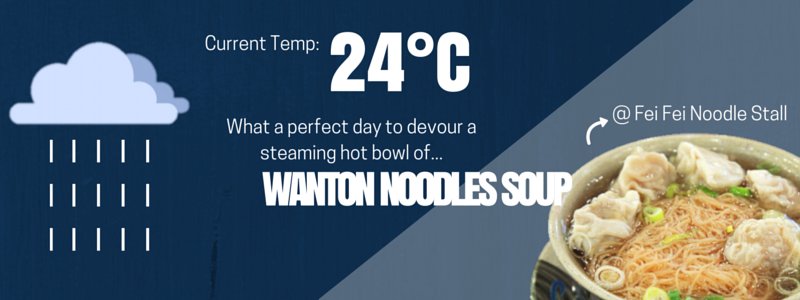 Current Temp:
24°C
What a perfect day to devour a
steaming hot bowl of...
WANTON NOODLES SOUP
@ Fei Fei Noodle Stall